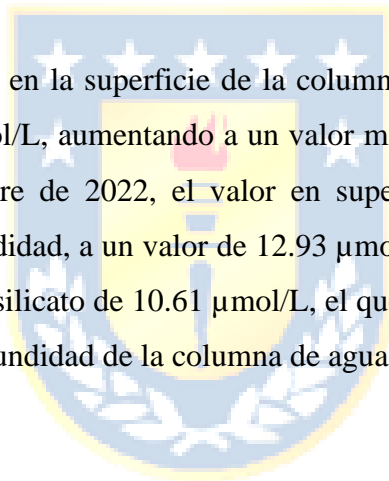 en la superficie de la column
ol/L, aumentando a un valor m
re de 2022, el valor en supe
didad, a un valor de 12.93 µmo
silicato de 10.61 µmol/L, el qu
undidad de la columna de agua